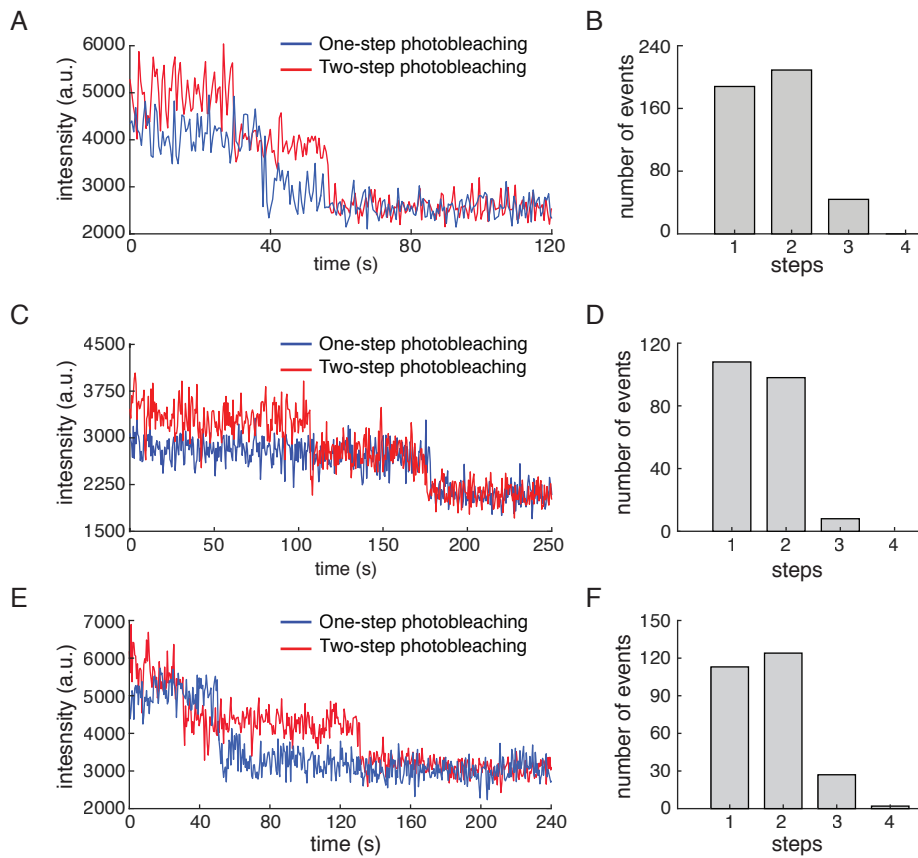 A
6000
5000
4000
3000
2000
intesnsity (a.u.)
One-step photobleaching
Two-step photobleaching
0
40
80
120
time (s)
B
240
160
80
0
number of events
1
2
3
4
steps
C
4500
3750
3000
2250
1500
intesnsity (a.u.)
One-step photobleaching
Two-step photobleaching
0
50
100
150
200
250
time (s)
D
120
80
40
0
number of events
1
2
3
4
steps
E
7000
6000
5000
4000
3000
2000
intesnsity (a.u.)
One-step photobleaching
Two-step photobleaching
0
40
80
120
160
200
240
time (s)
F
150
120
90
60
30
0
number of events
1
2
3
4
steps